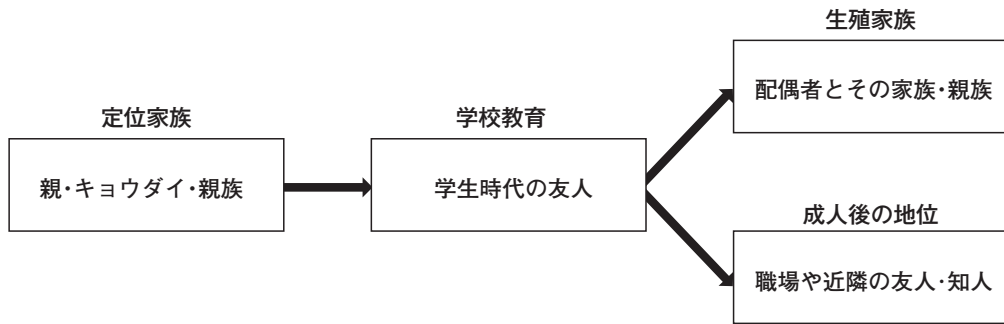 定位家族
親・キョウダイ・親族
学校教育
学生時代の友人
生殖家族
配偶者とその家族・親族
成人後の地位
職場や近隣の友人・知人